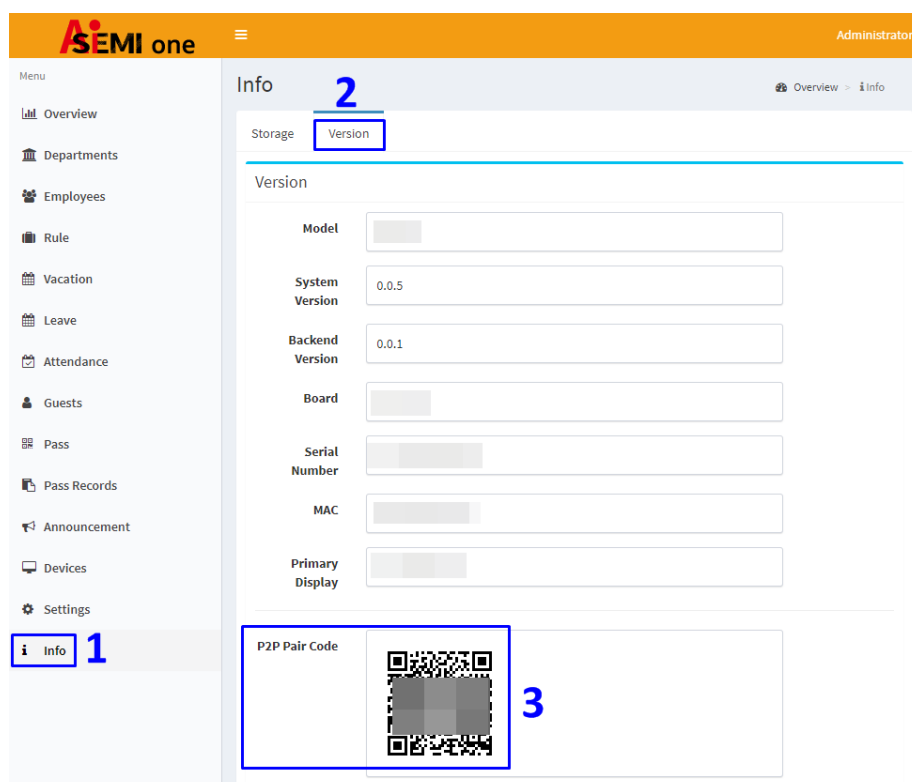 AiSEMI one
Administrator
Menu
Overview
Departments
Employees
Rule
Vacation
Leave
Attendance
Guests
Pass
Pass Records
Announcement
Devices
Settings
Info
1
Info
2
Overview > Info
Storage
Version
Version
Model
System
Version
0.0.5
Backend
Version
0.0.1
Board
Serial
Number
MAC
Primary
Display
P2P Pair Code
3